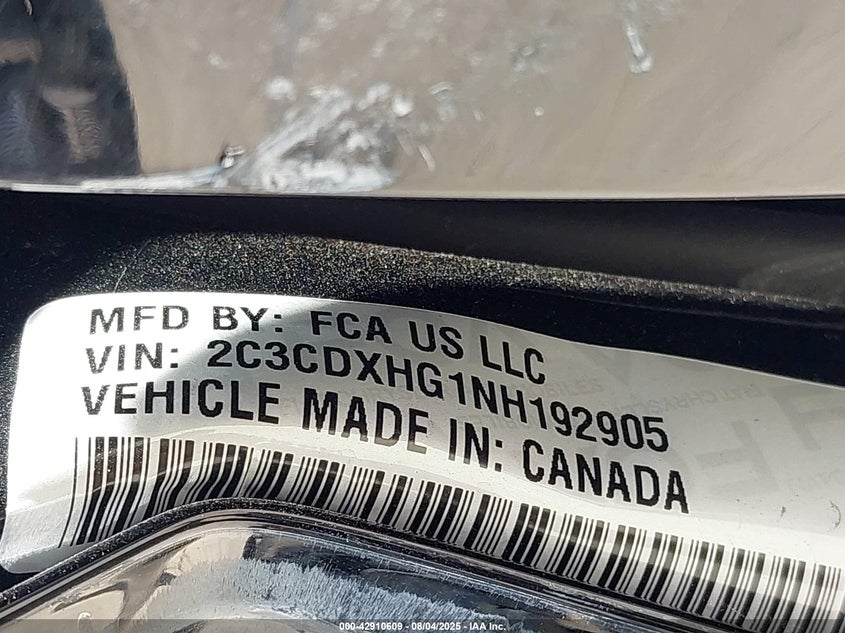 MFD BY: FCA US LLC
VIN: 2C3CDXHG1NH192905
VEHICLE MADE IN: CANADA
000-42910609 - 08/04/2025 - IAA Inc.